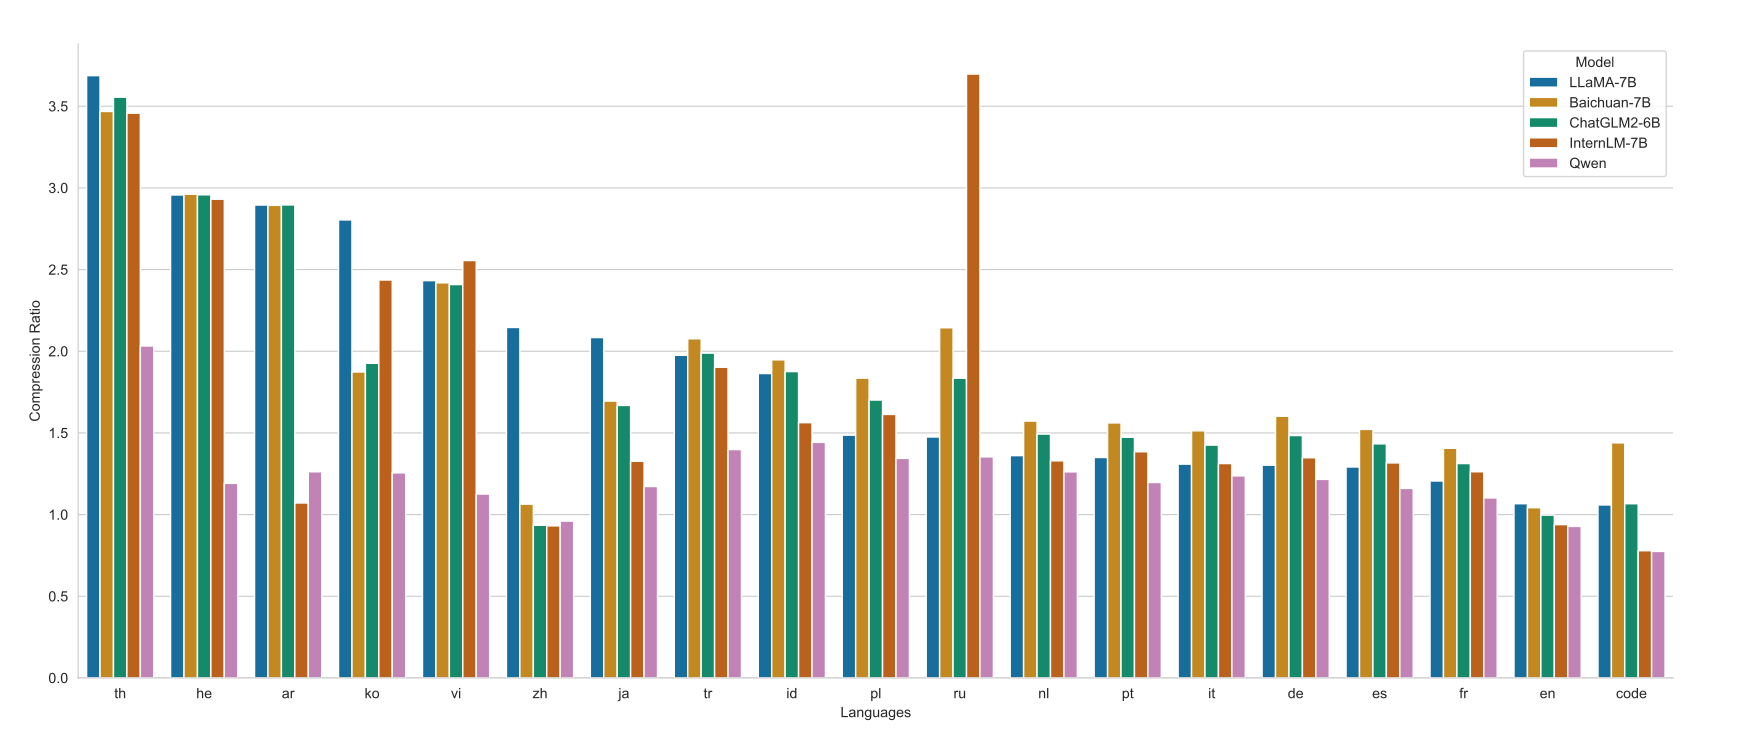 Model
LLaMA-7B
Baichuan-7B
ChatGLM2-6B
InternLM-7B
Qwen
Compression Ratio
3.5
3.0
2.5
2.0
1.5
1.0
0.5
0.0
th he ar ko vi zh ja tr id pl ru nl pt it de es fr en code
Languages